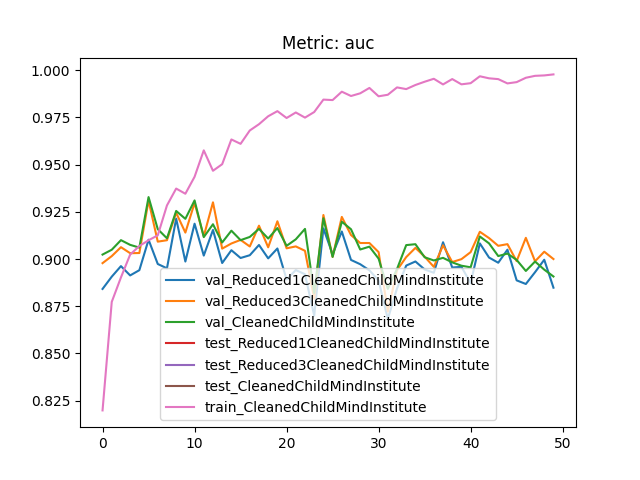 Metric: auc
1.000
0.975
0.950
0.925
0.900
0.875
0.850
0.825
val_Reduced1CleanedChildMindInstitute
val_Reduced3CleanedChildMindInstitute
val_CleanedChildMindInstitute
test_Reduced1CleanedChildMindInstitute
test_Reduced3CleanedChildMindInstitute
test_CleanedChildMindInstitute
train_CleanedChildMindInstitute
0 10 20 30 40 50